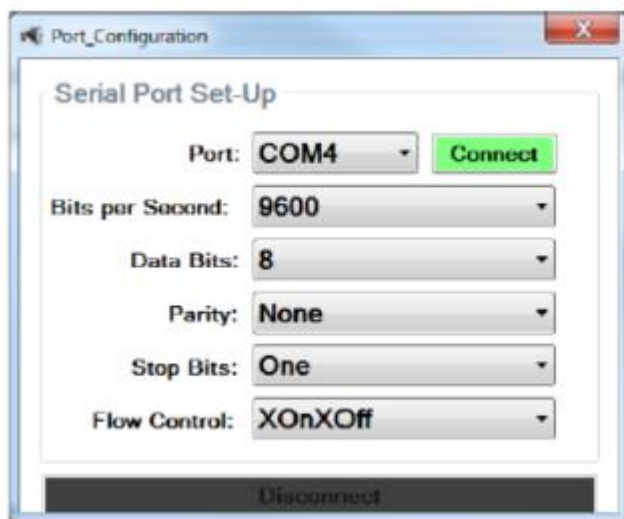 Port_Configuration
Serial Port Set-Up
Port: COM4 Connect
Bits per Second: 9600
Data Bits: 8
Parity: None
Stop Bits: One
Flow Control: XOnXOff
Disconnect